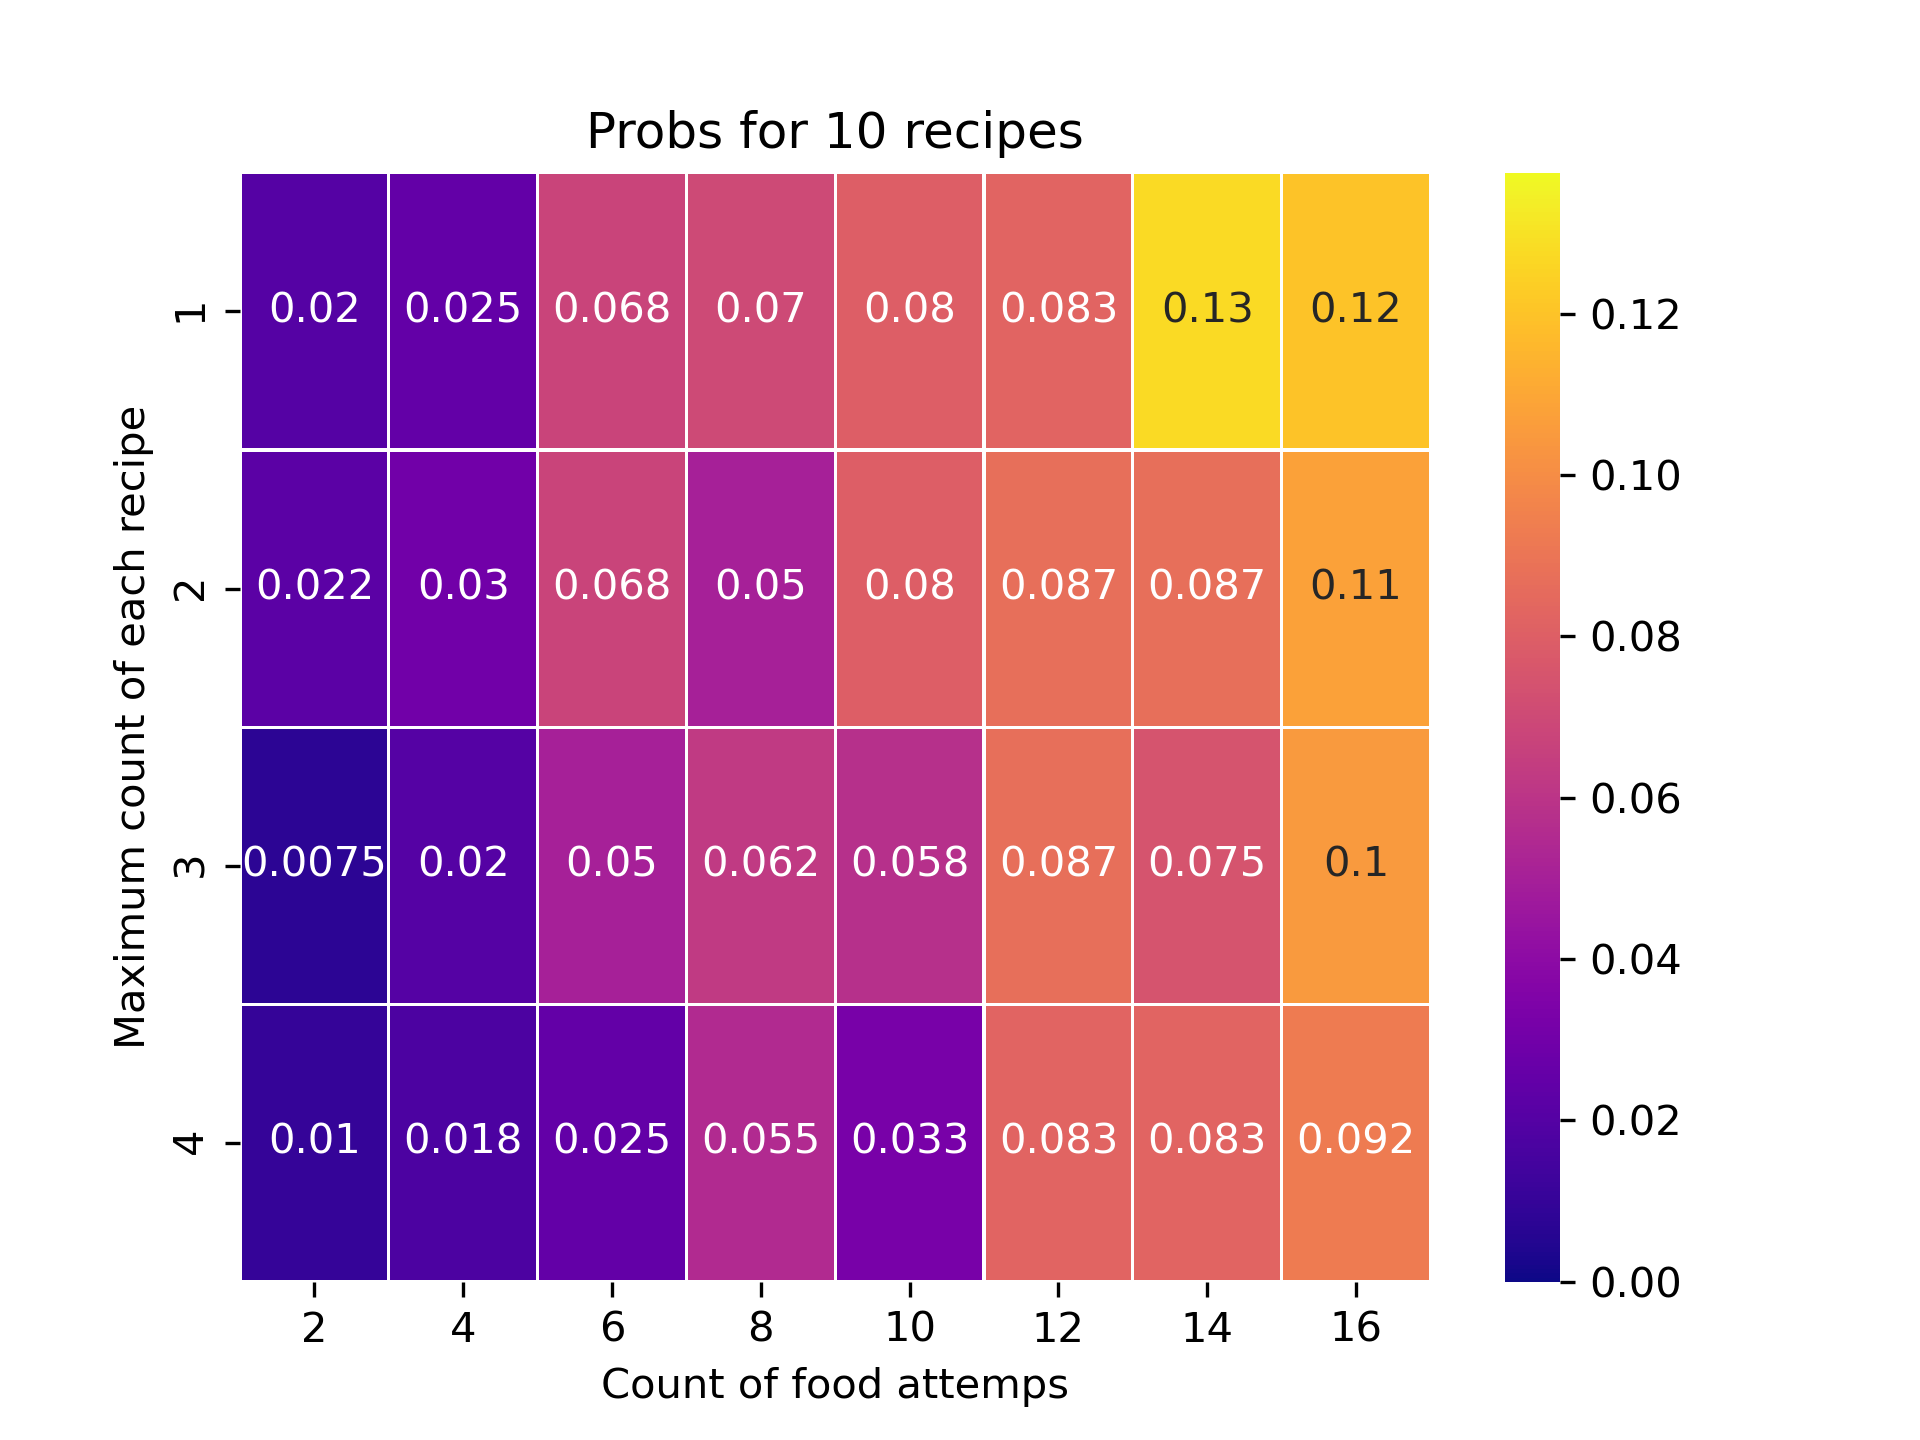 Probs for 10 recipes
Maximum count of each recipe
1 0.02 0.025 0.068 0.07 0.08 0.083 0.13 0.12
2 0.022 0.03 0.068 0.05 0.08 0.087 0.087 0.11
3 0.0075 0.02 0.05 0.062 0.058 0.087 0.075 0.1
4 0.01 0.018 0.025 0.055 0.033 0.083 0.083 0.092
2 4 6 8 10 12 14 16
Count of food attemps
0.12
0.10
0.08
0.06
0.04
0.02
0.00